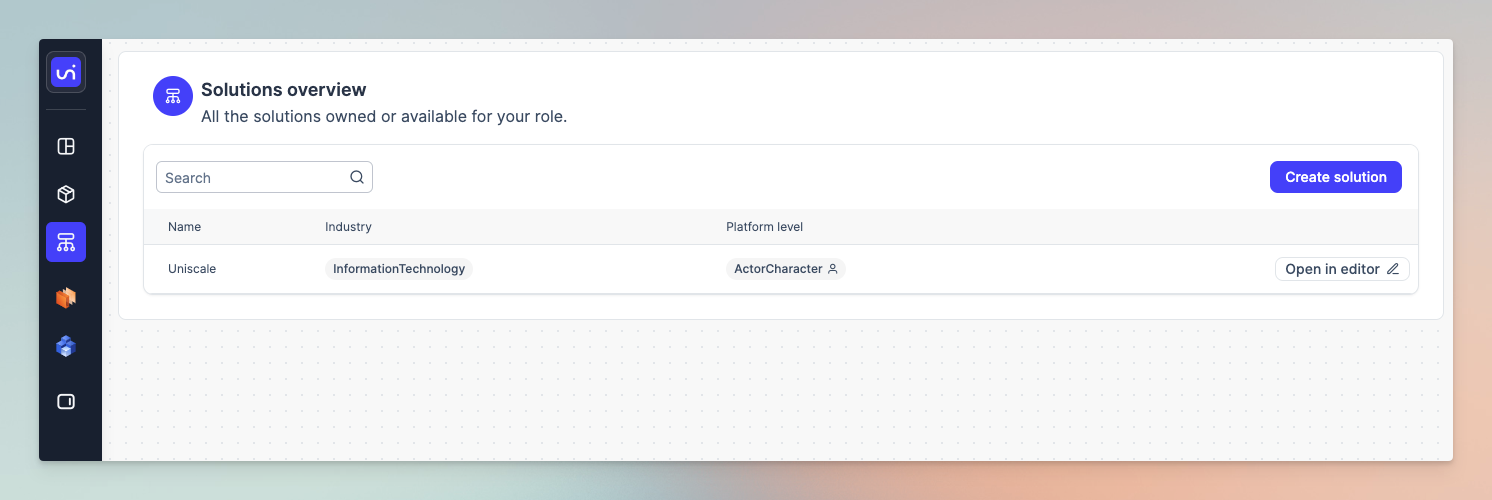 Solutions overview
All the solutions owned or available for your role.
Search
Create solution
Name Industry Platform level
Uniscale InformationTechnology ActorCharacter Open in editor